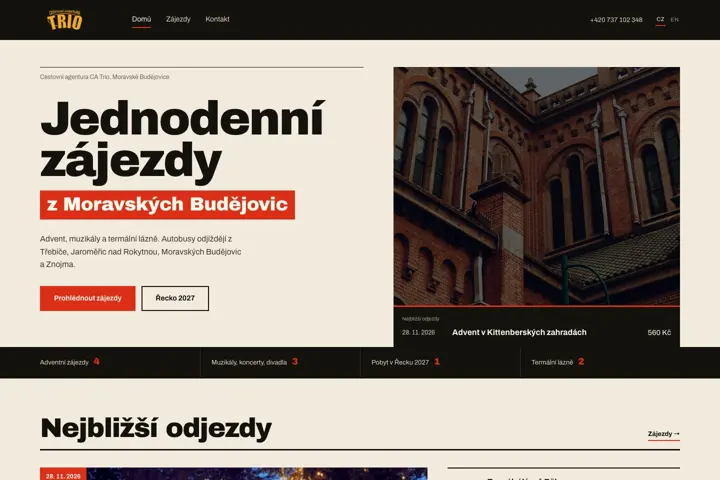 TRIO
Domů
Zájezdy
Kontakt
+420 737 102 348
CZ
EN
Cestovní agentura CA Trio, Moravské Budějovice
Jednodenní
zájezdy
z Moravských Budějovic
Advent, muzikály a termální lázně. Autobusy odjíždějí z
Třebíče, Jaroměřic nad Rokytnou, Moravských Budějovic
a Znojma.
Prohlédnout zájezdy
Řecko 2027
Nejbližší odjezdy
28. 11. 2026
Advent v Kittenberských zahradách
560 Kč
Adventní zájezdy 4
Muzikály, koncerty, divadla 3
Pobyt v Řecku 2027 1
Termální lázně 2
Nejbližší odjezdy
Zájezdy →
28. 11. 2026